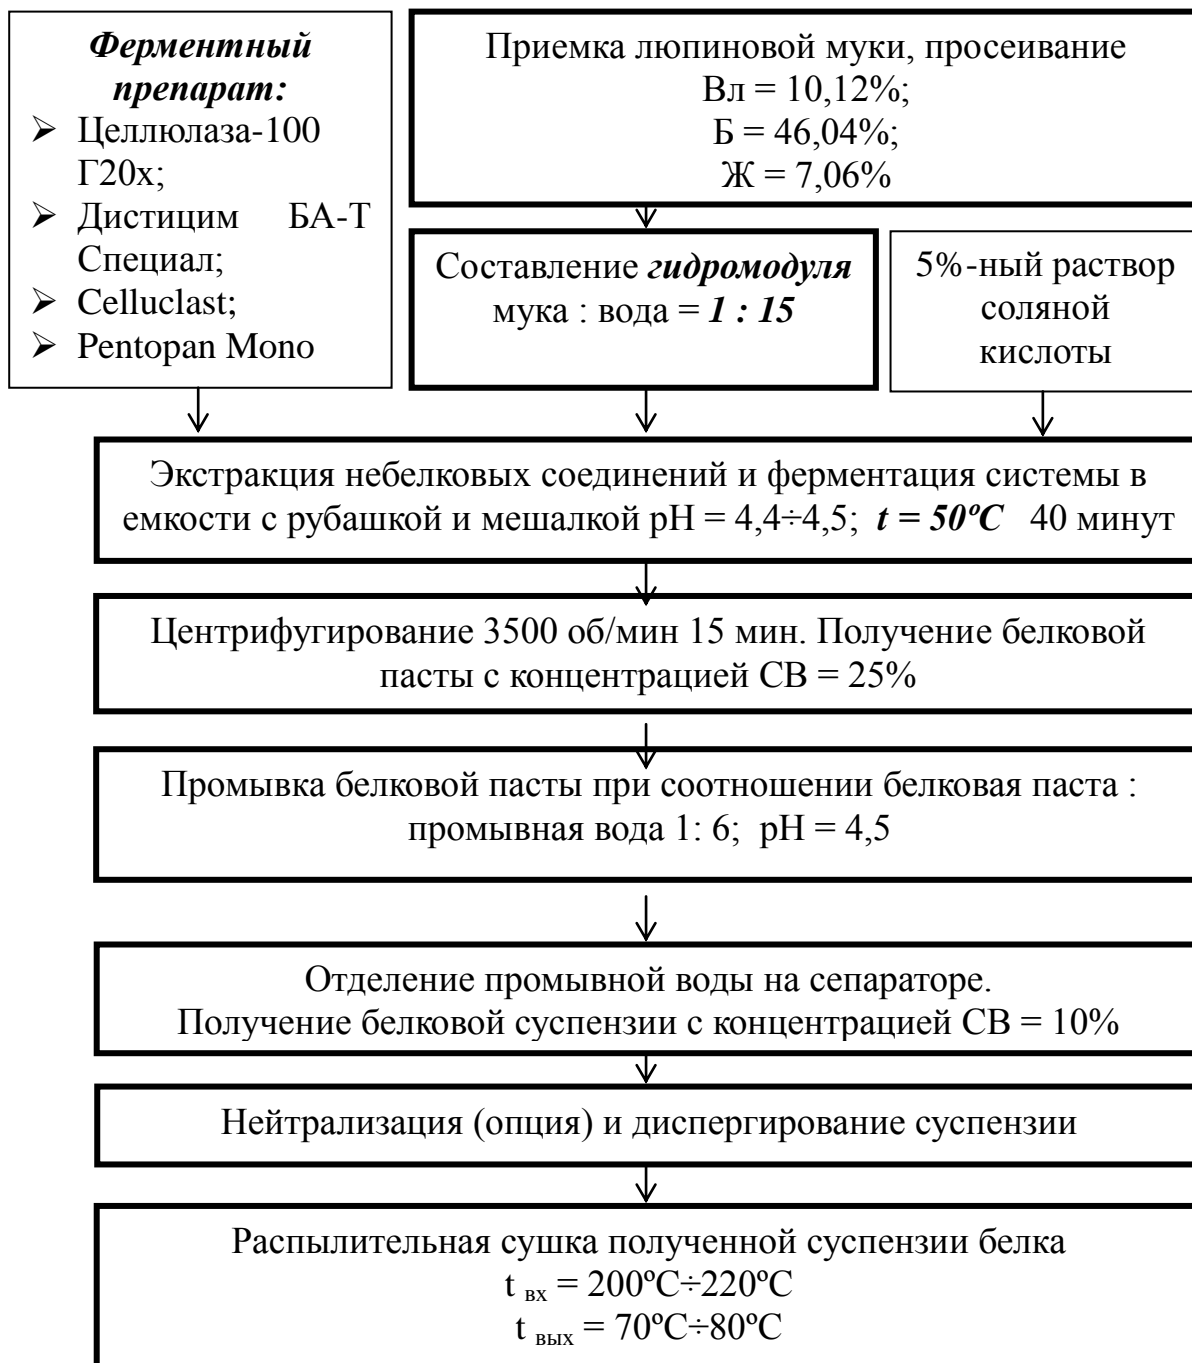 Ферментный
препарат:
➢ Целлюлаза-100
Г20х;
➢ Дистицим БА-Т
Специал;
➢ Celluclast;
➢ Pentopan Mono
Приемка люпиновой муки, просеивание
Вл = 10,12%;
Б = 46,04%;
Ж = 7,06%
Составление гидромодуля
мука : вода = 1 : 15
5%-ный раствор
соляной
кислоты
Экстракция небелковых соединений и ферментация системы в
емкости с рубашкой и мешалкой pH = 4,4÷4,5; t = 50ºC 40 минут
Центрифугирование 3500 об/мин 15 мин. Получение белковой
пасты с концентрацией СВ = 25%
Промывка белковой пасты при соотношении белковая паста :
промывная вода 1: 6; pH = 4,5
Отделение промывной воды на сепараторе.
Получение белковой суспензии с концентрацией СВ = 10%
Нейтрализация (опция) и диспергирование суспензии
Распылительная сушка полученной суспензии белка
t вх = 200ºC÷220ºC
t вых = 70ºC÷80ºC